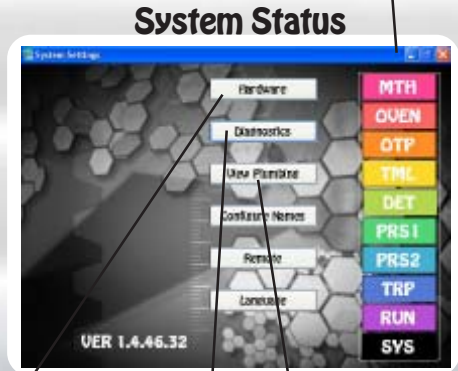 System Status
System Settings
Hardware
Diagnostics
View Plumbing
Configure Names
Remote
Language
VER 1.4.46.32
MTH
OVEN
OTP
TML
DET
PRS1
PRS2
TRP
RUN
SYS